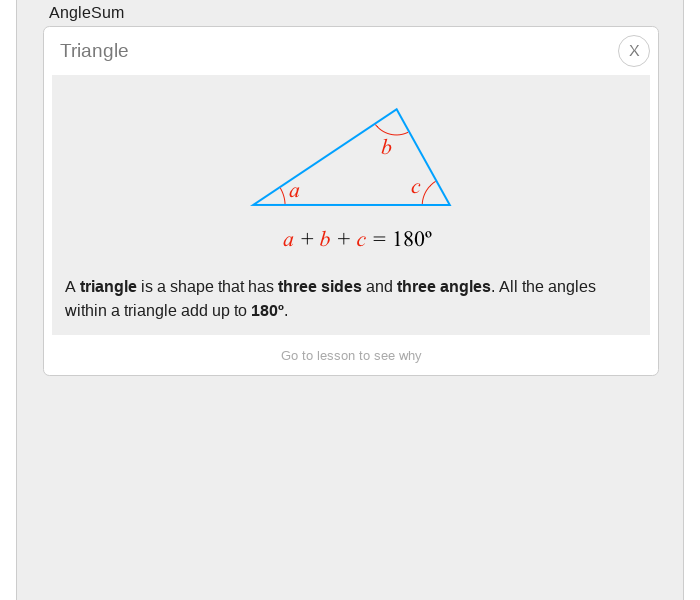 AngleSum
Triangle
X
b
a
c
a + b + c = 180º
A triangle is a shape that has three sides and three angles. All the angles
within a triangle add up to 180º.
Go to lesson to see why